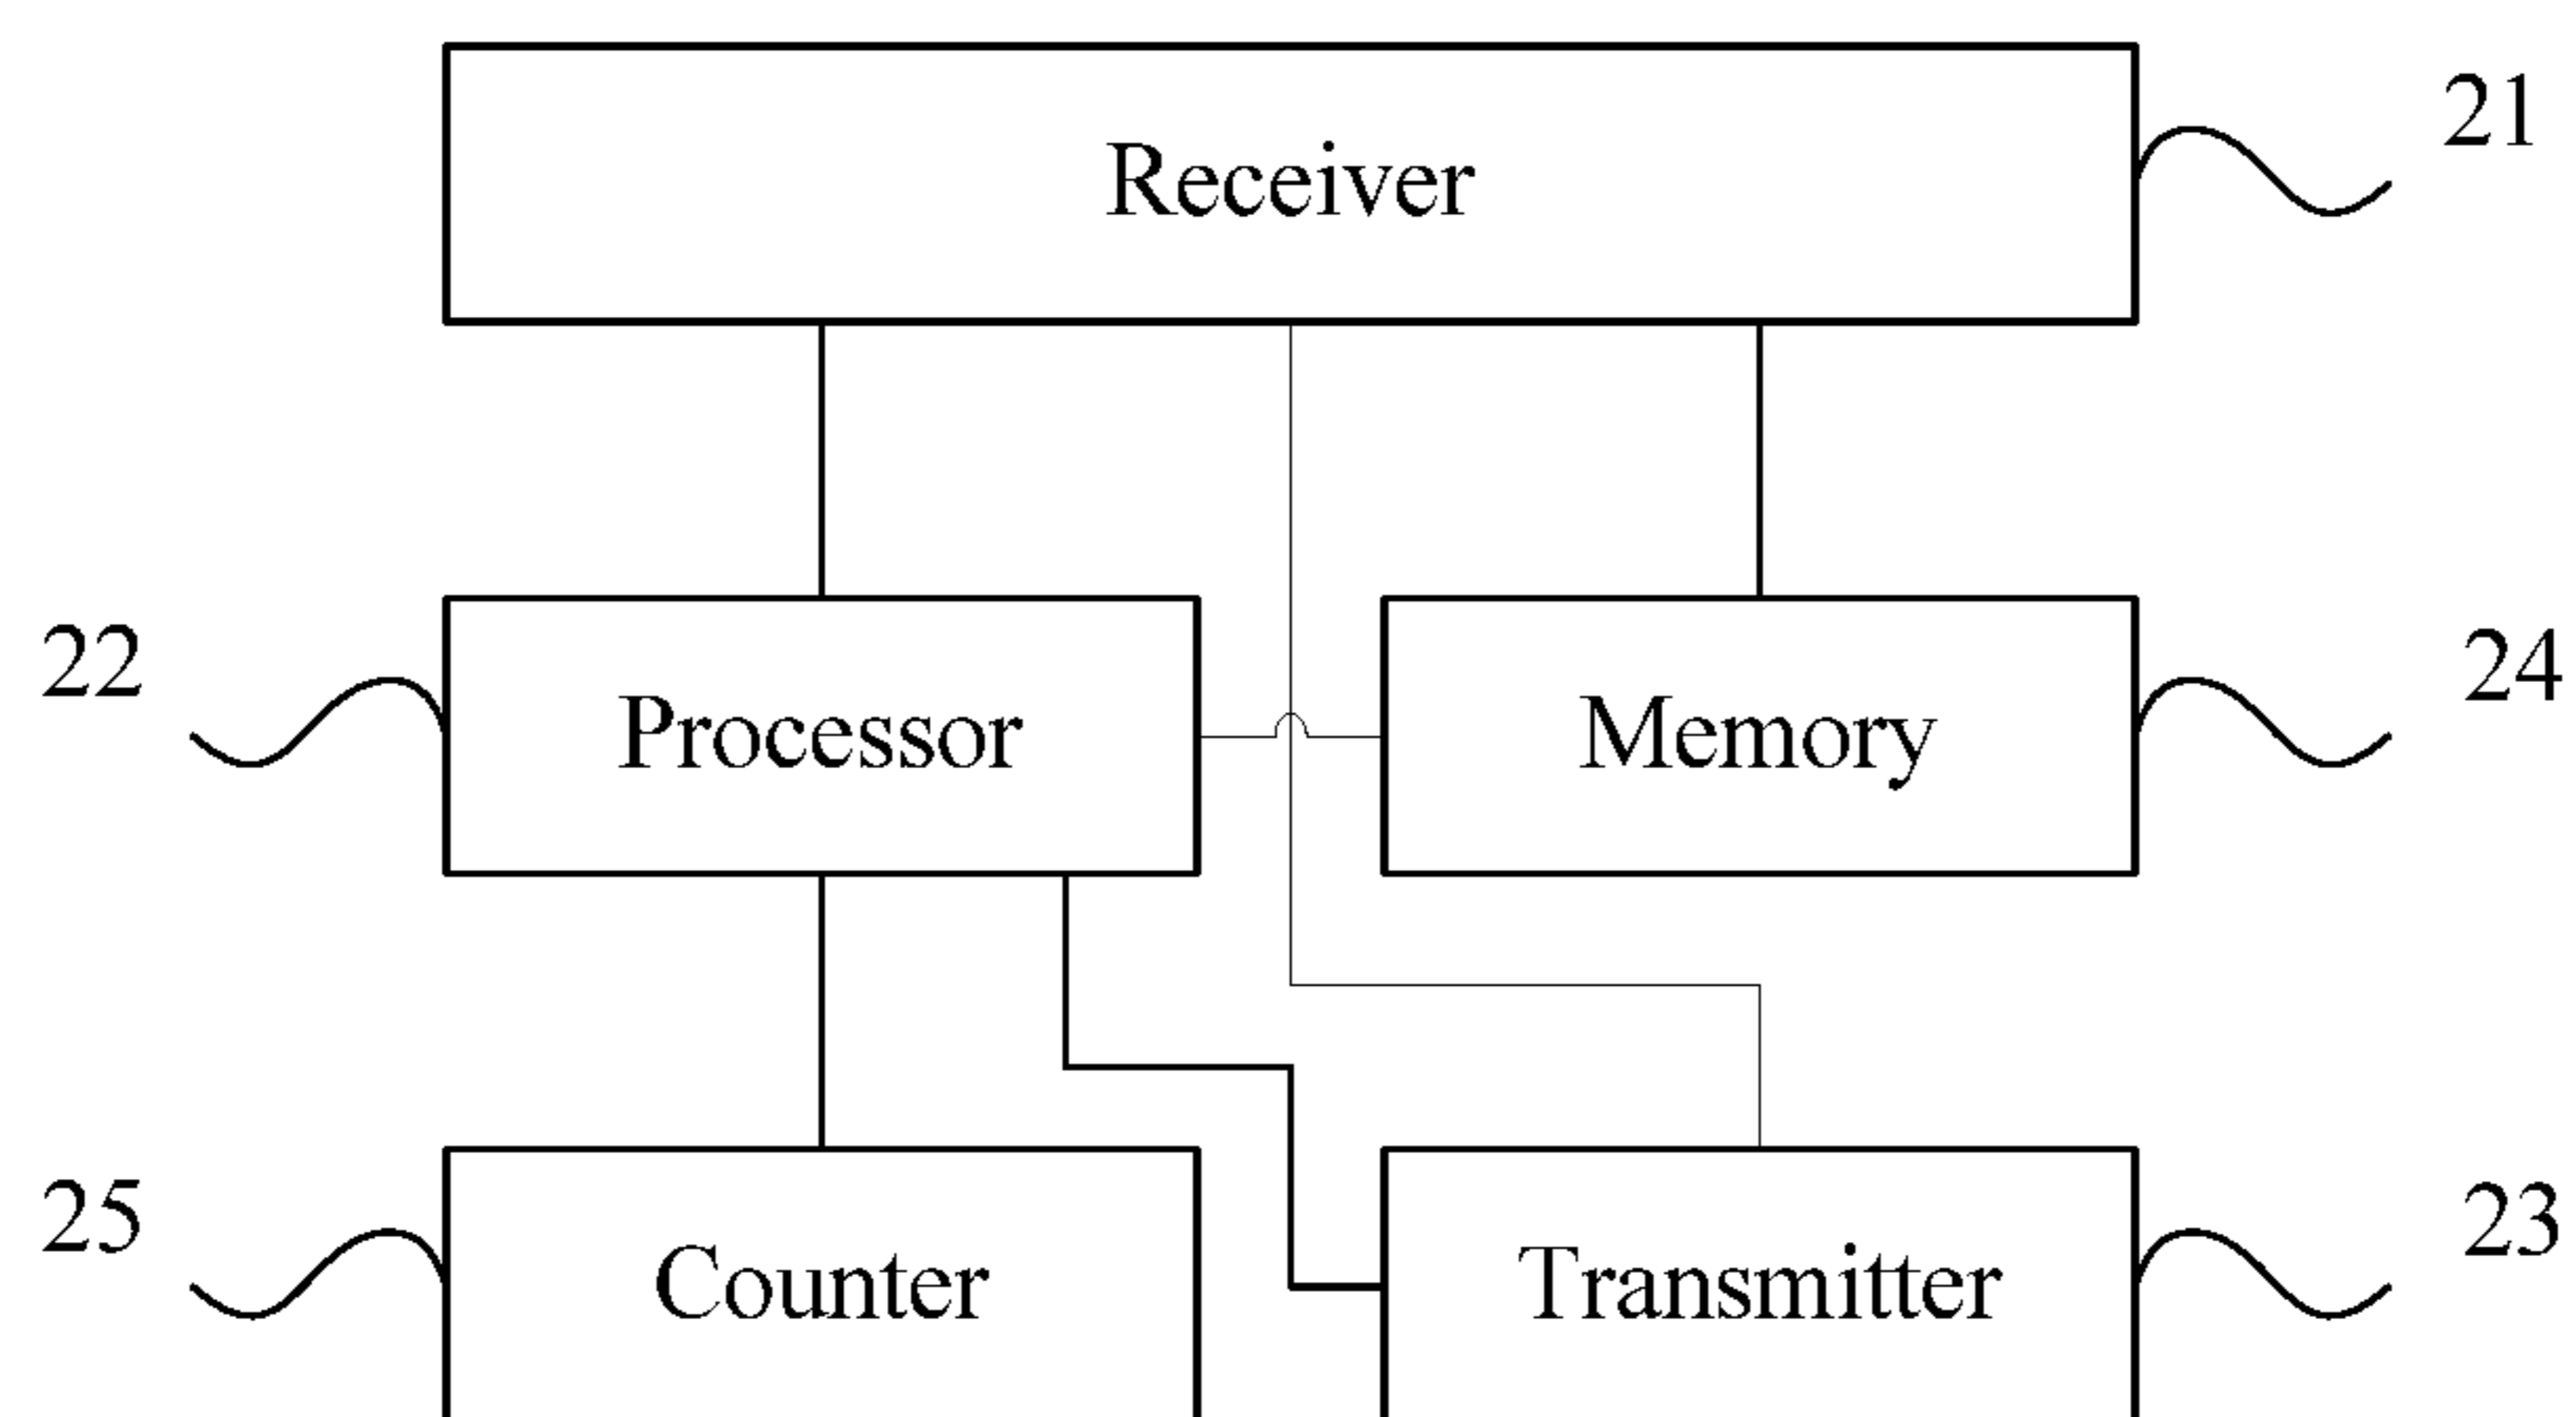 21
Receiver
22
Processor
Memory
24
25
Counter
Transmitter
23